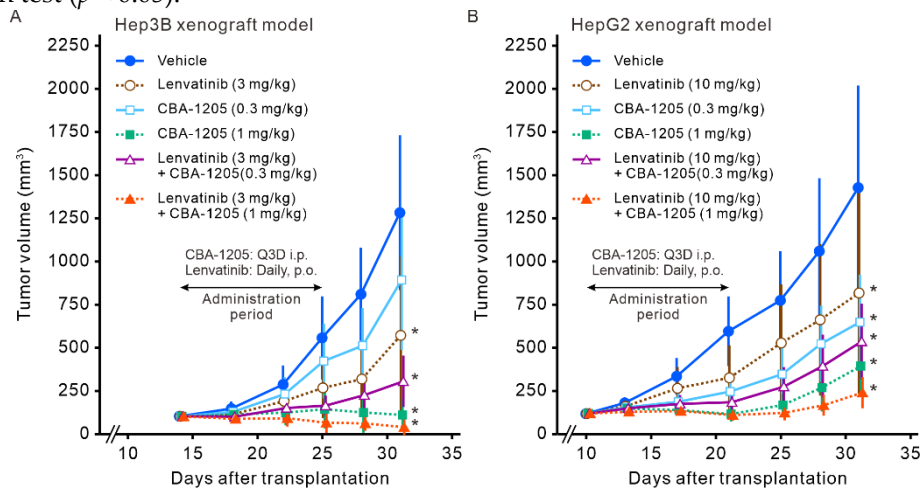 A
Hep3B xenograft model
2250
2000
1750
1500
1250
1000
750
500
250
0
Tumor volume (mm³)
Vehicle
Lenvatinib (3 mg/kg)
CBA-1205 (0.3 mg/kg)
CBA-1205 (1 mg/kg)
Lenvatinib (3 mg/kg)
+ CBA-1205(0.3 mg/kg)
Lenvatinib (3 mg/kg)
+ CBA-1205 (1 mg/kg)
CBA-1205: Q3D i.p.
Lenvatinib: Daily, p.o.
Administration
period
*
*
*
*
10 15 20 25 30 35
Days after transplantation
B
HepG2 xenograft model
2250
2000
1750
1500
1250
1000
750
500
250
0
Tumor volume (mm³)
Vehicle
Lenvatinib (10 mg/kg)
CBA-1205 (0.3 mg/kg)
CBA-1205 (1 mg/kg)
Lenvatinib (10 mg/kg)
+ CBA-1205(0.3 mg/kg)
Lenvatinib (10 mg/kg)
+ CBA-1205 (1 mg/kg)
CBA-1205: Q3D i.p.
Lenvatinib: Daily, p.o.
Administration
period
*
*
*
*
*
10 15 20 25 30 35
Days after transplantation